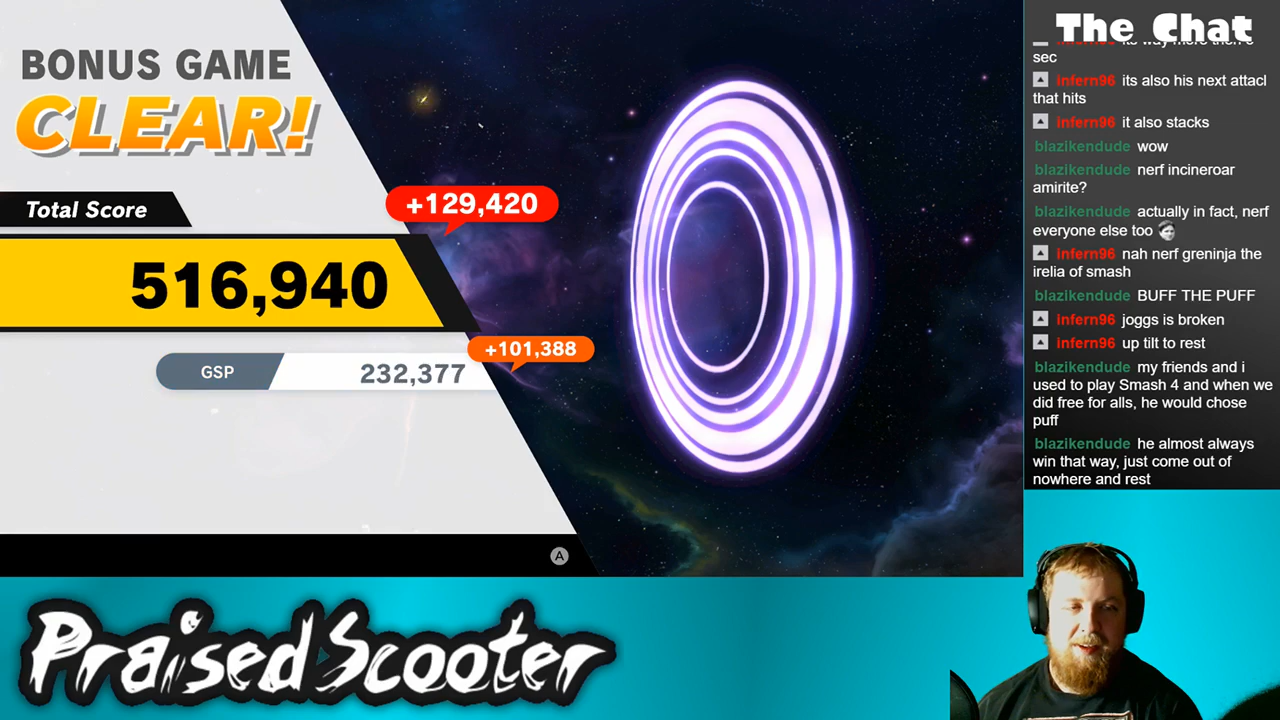 BONUS GAME
CLEAR!
Total Score
+129,420
516,940
+101,388
GSP
232,377
A
PraisedScooter
The Chat
sec
infern96 its also his next attacl
that hits
infern96 it also stacks
blazikendude wow
blazikendude nerf incineroar
amirite?
blazikendude actually in fact, nerf
everyone else too
infern96 nah nerf greninja the
irelia of smash
blazikendude BUFF THE PUFF
infern96 joggs is broken
infern96 up tilt to rest
blazikendude my friends and i
used to play Smash 4 and when we
did free for alls, he would chose
puff
blazikendude he almost always
win that way, just come out of
nowhere and rest